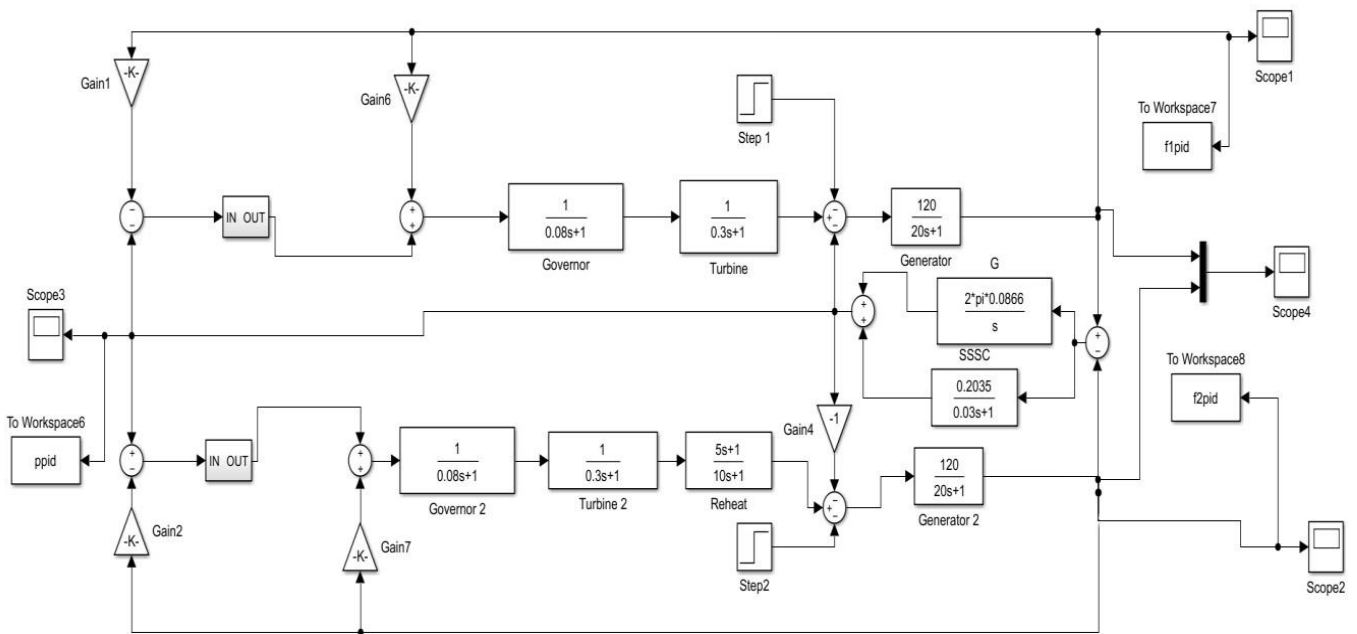 Scope1
-K-
Gain1
-K-
Gain6
Step 1
To Workspace7
f1pid
IN OUT
1
0.08s+1
Governor
1
0.3s+1
Turbine
120
20s+1
Generator
G
2*pi*0.0866
s
Scope4
Scope3
SSSC
0.2035
0.03s+1
To Workspace8
f2pid
To Workspace6
ppid
-1
Gain4
IN OUT
1
0.08s+1
Governor 2
1
0.3s+1
Turbine 2
5s+1
10s+1
Reheat
120
20s+1
Generator 2
-K-
Gain2
-K-
Gain7
Step2
Scope2